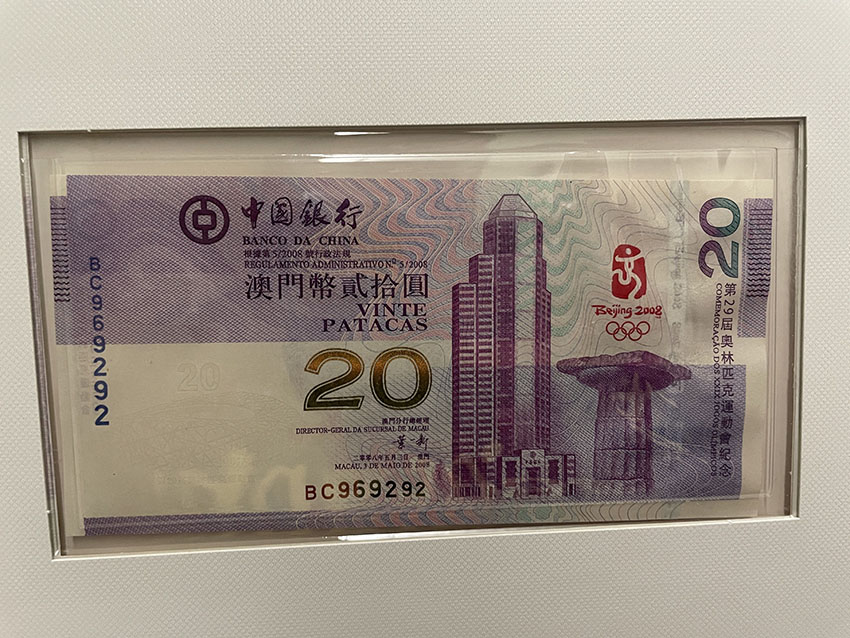 中國銀行
BANCO DA CHINA
根據第5/2008 號行政法規
REGULAMENTO ADMINISTRATIVO Nº 5/2008
澳門幣貳拾圓
VINTE
PATACAS
20
澳門分行總經理
DIRECTOR-GERAL DA SUCURSAL DE MACAU
二零零八年五月三日 澳門
MACAU, 3 DE MAIO DE 2008
BC969292
BC969292
20
Beijing 2008
20
第29屆奧林匹克運動會紀念
COMEMORAÇÃO DOS XXIX JOGOS OLÍMPICOS